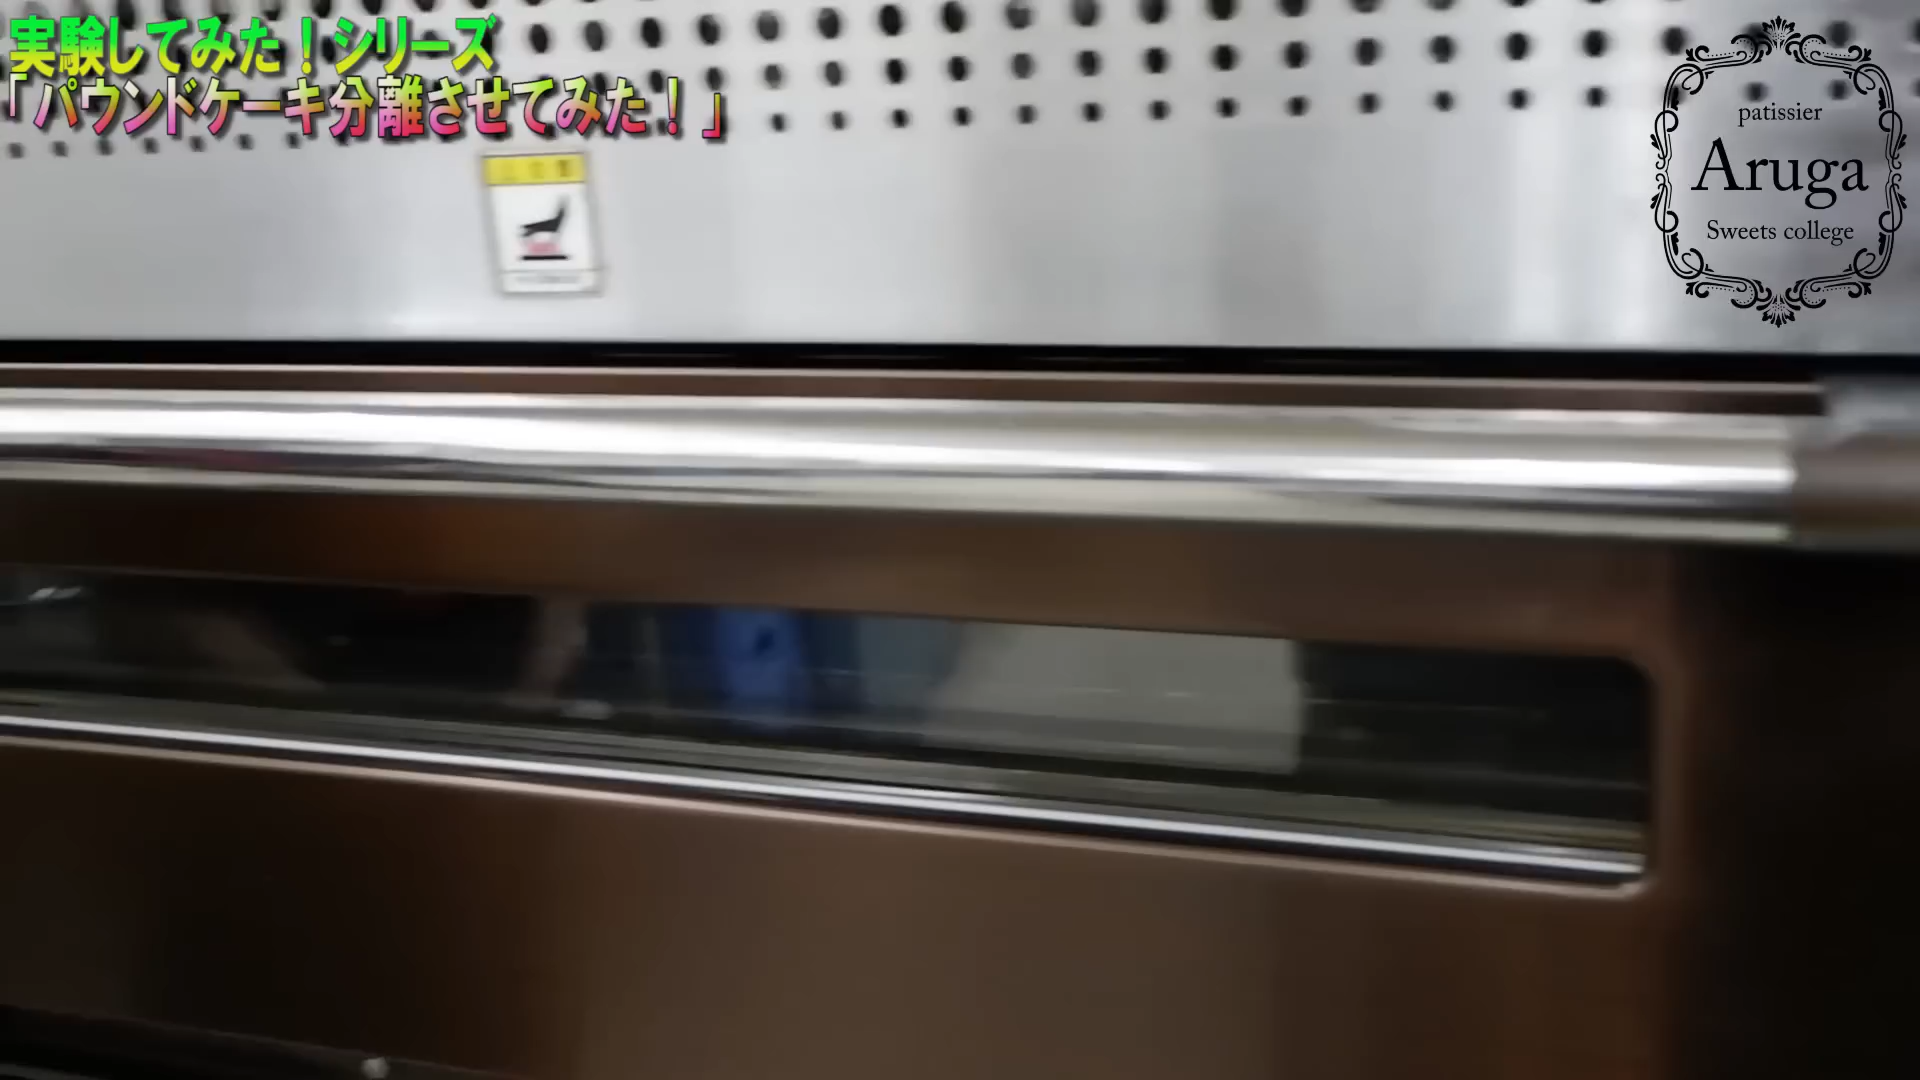 実験してみた！シリーズ
「パウンドケーキ分離させてみた！」
patissier
Aruga
Sweets college